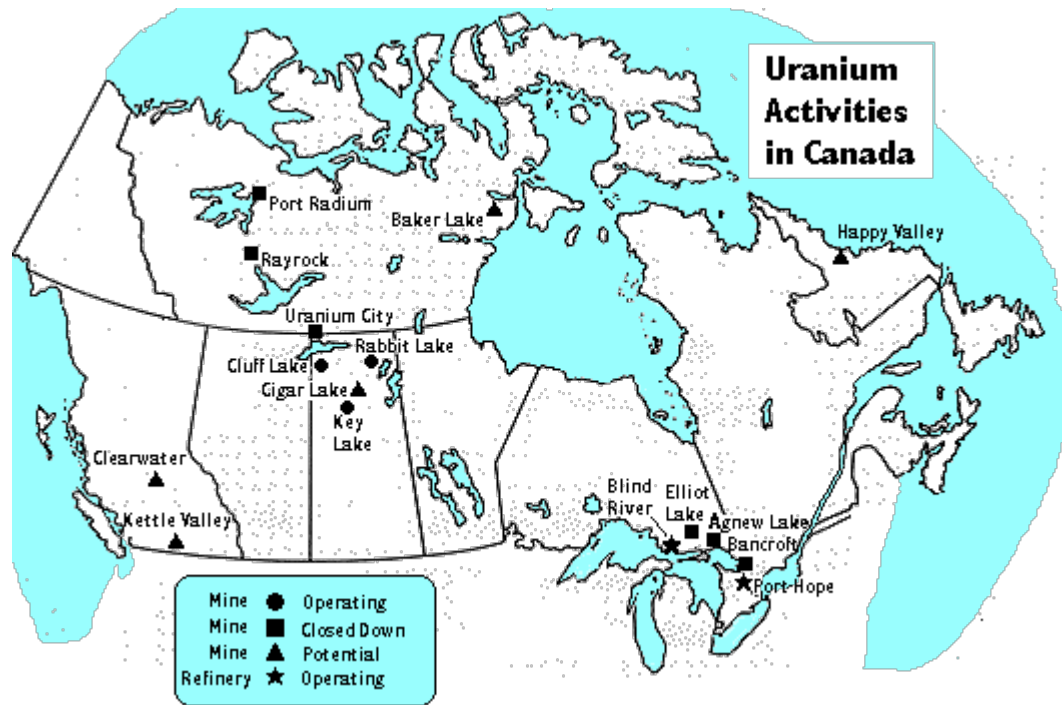 Uranium
Activities
in Canada
Port Radium
Baker Lake
Happy Valley
Rayrock
Uranium City
Rabbit Lake
Cluff Lake
Cigar Lake
Key
Lake
Clearwater
Kettle Valley
Blind
River
Elliot
Lake
Agnew Lake
Bancroft
Port Hope
Mine Operating
Mine Closed Down
Mine Potential
Refinery Operating